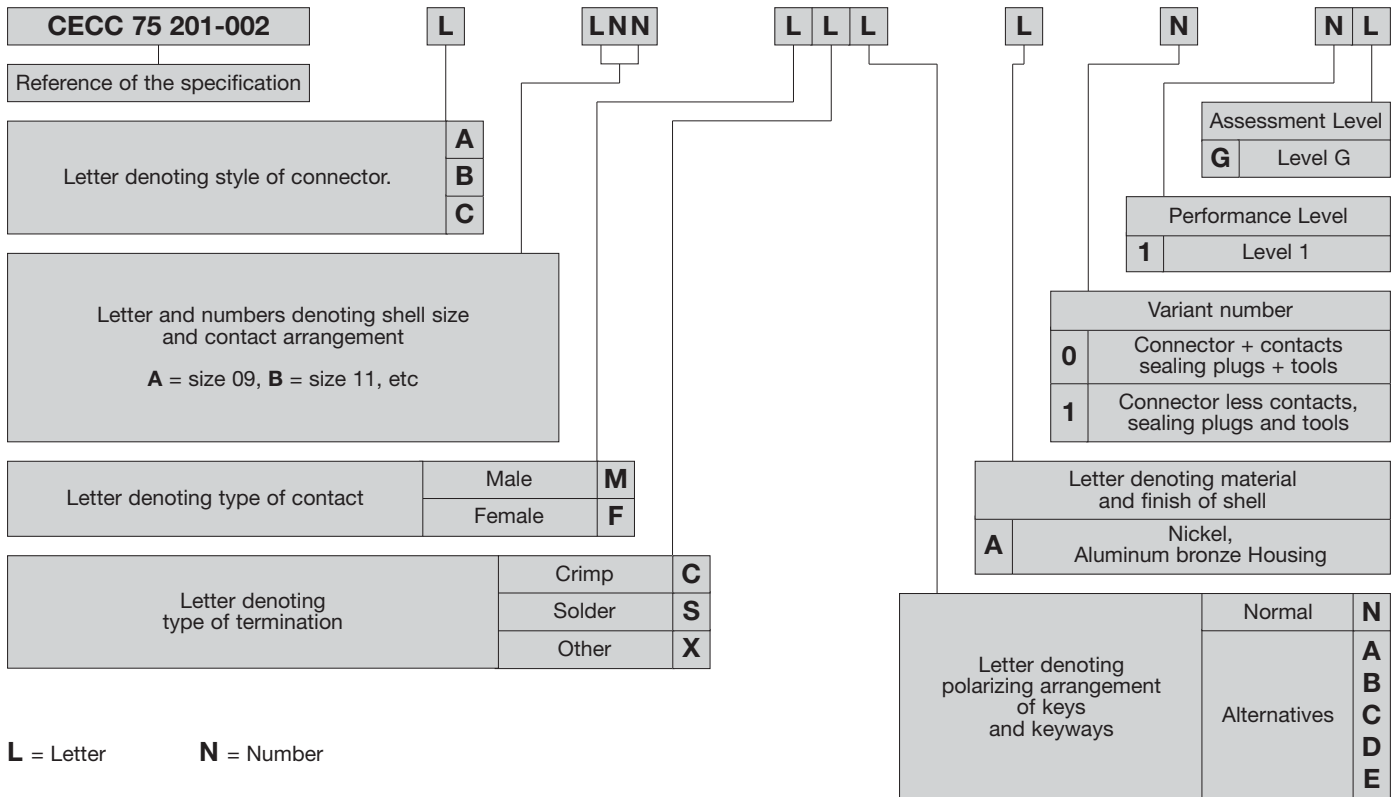 CECC 75 201-002
L
LNN
L L L
L
N
N L
Reference of the specification
Letter denoting style of connector.
A
B
C
Letter and numbers denoting shell size
and contact arrangement
A = size 09, B = size 11, etc
Letter denoting type of contact
Male M
Female F
Letter denoting
type of termination
Crimp C
Solder S
Other X
Assessment Level
G Level G
Performance Level
1 Level 1
Variant number
0 Connector + contacts
sealing plugs + tools
1 Connector less contacts,
sealing plugs and tools
Letter denoting material
and finish of shell
A Nickel,
Aluminum bronze Housing
Letter denoting
polarizing arrangement
of keys
and keyways
Normal N
Alternatives
A
B
C
D
E
L = Letter N = Number